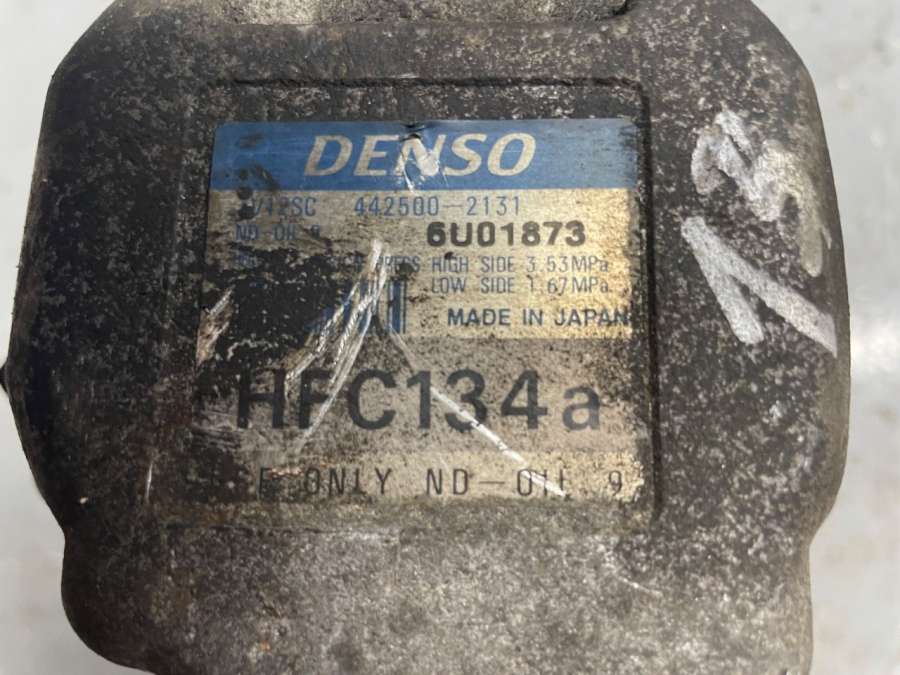 DENSO
442500-2131
ND OIL 9
6U01873
PRESS HIGH SIDE 3.53MPa
LOW SIDE 1.67MPa
MADE IN JAPAN
HFC134a
ONLY ND-OIL 9
13